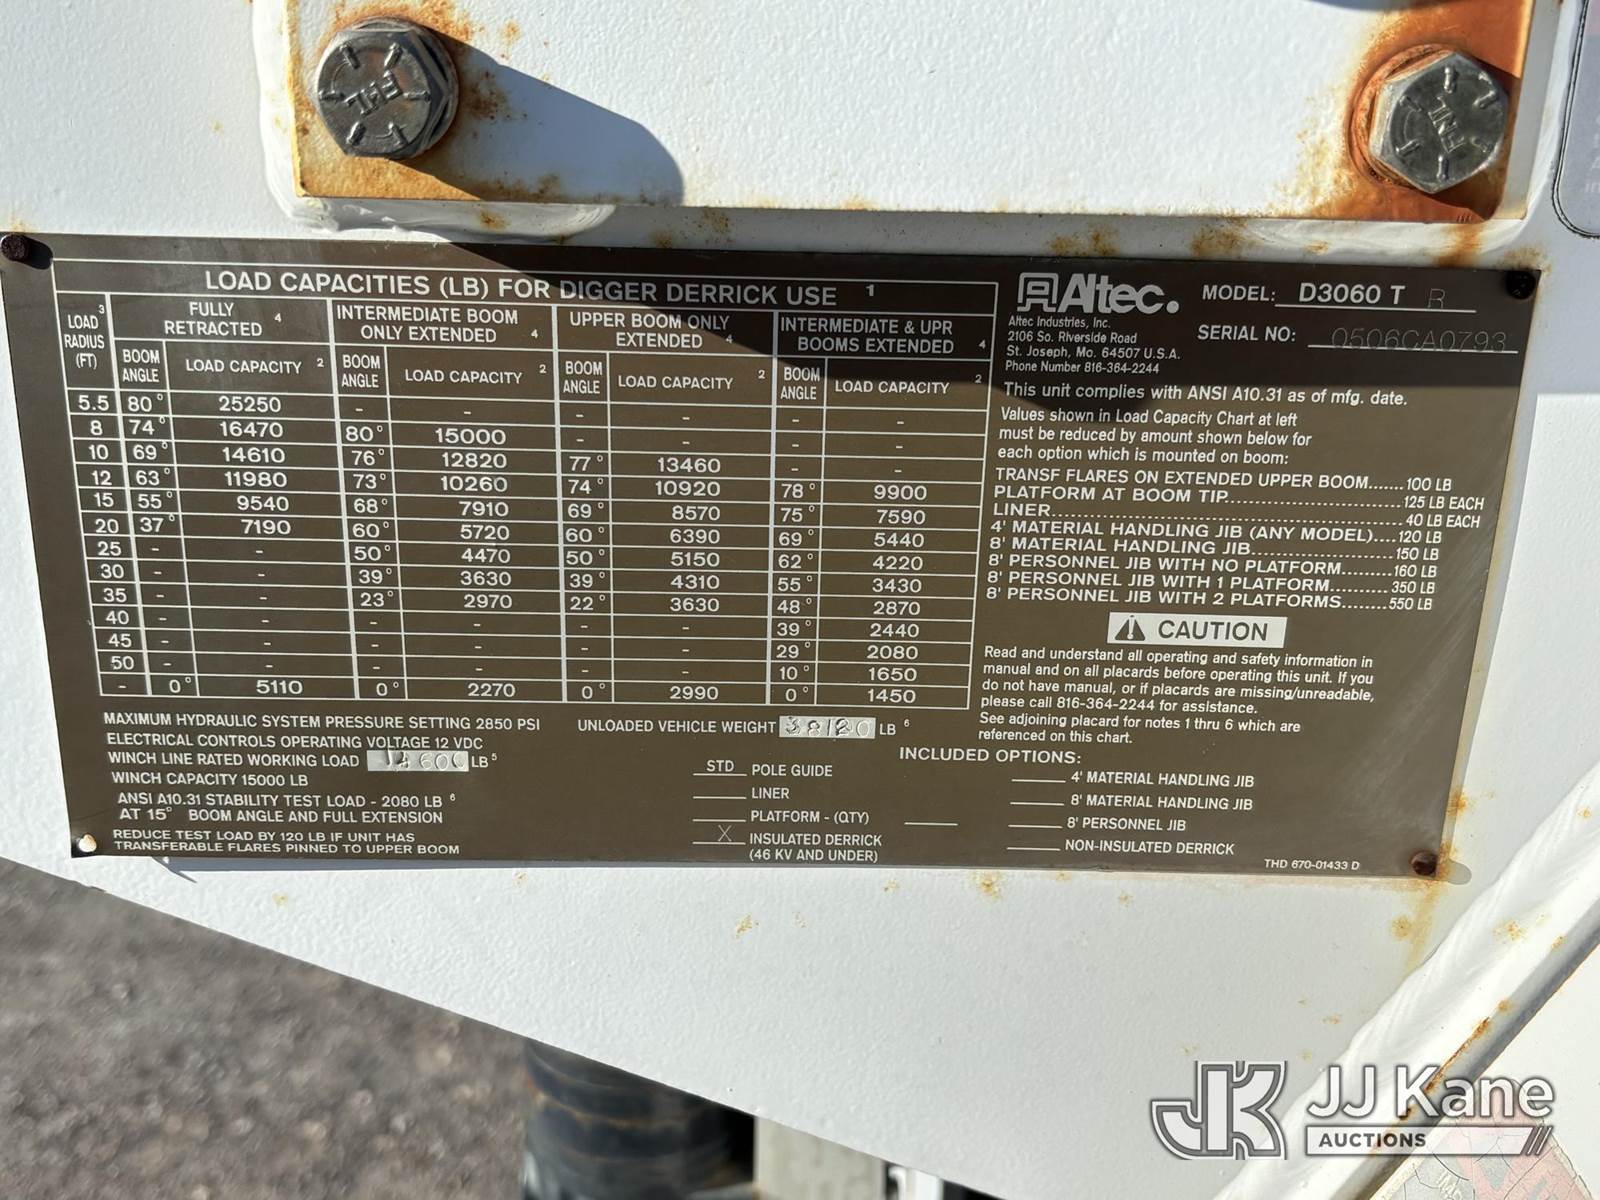 LOAD CAPACITIES (LB) FOR DIGGER DERRICK USE 1
LOAD 3 RADIUS (FT)
FULLY RETRACTED 4
INTERMEDIATE BOOM ONLY EXTENDED 4
UPPER BOOM ONLY EXTENDED 4
INTERMEDIATE & UPR BOOMS EXTENDED 4
BOOM ANGLE LOAD CAPACITY 2 BOOM ANGLE LOAD CAPACITY 2 BOOM ANGLE LOAD CAPACITY 2 BOOM ANGLE LOAD CAPACITY 2
5.5 80° 25250 - - - - - -
8 74° 16470 80° 15000 - - - -
10 69° 14610 76° 12820 77° 13460 - -
12 63° 11980 73° 10260 74° 10920 78° 9900
15 55° 9540 68° 7910 69° 8570 75° 7590
20 37° 7190 60° 5720 60° 6390 69° 5440
25 - - 50° 4470 50° 5150 62° 4220
30 - - 39° 3630 39° 4310 55° 3430
35 - - 23° 2970 22° 3630 48° 2870
40 - - - - - - 39° 2440
45 - - - - - - 29° 2080
50 - - - - - - 10° 1650
- 0° 5110 0° 2270 0° 2990 0° 1450
MAXIMUM HYDRAULIC SYSTEM PRESSURE SETTING 2850 PSI
ELECTRICAL CONTROLS OPERATING VOLTAGE 12 VDC
WINCH LINE RATED WORKING LOAD LB 5
WINCH CAPACITY 15000 LB
ANSI A10.31 STABILITY TEST LOAD - 2080 LB 6
AT 15° BOOM ANGLE AND FULL EXTENSION
REDUCE TEST LOAD BY 120 LB IF UNIT HAS
TRANSFERABLE FLARES PINNED TO UPPER BOOM
UNLOADED VEHICLE WEIGHT LB 6
INCLUDED OPTIONS:
STD POLE GUIDE
LINER
PLATFORM - (QTY)
X INSULATED DERRICK
(46 KV AND UNDER)
4' MATERIAL HANDLING JIB
8' MATERIAL HANDLING JIB
8' PERSONNEL JIB
NON-INSULATED DERRICK
THD 670-01433 D
Altec.
Altec Industries, Inc.
2106 So. Riverside Road
St. Joseph, Mo. 64507 U.S.A.
Phone Number 816-364-2244
MODEL: D3060 T R
SERIAL NO: 0506CA0793
This unit complies with ANSI A10.31 as of mfg. date.
Values shown in Load Capacity Chart at left
must be reduced by amount shown below for
each option which is mounted on boom:
TRANSF FLARES ON EXTENDED UPPER BOOM.......100 LB
PLATFORM AT BOOM TIP...................................125 LB EACH
LINER.......................................................40 LB EACH
4' MATERIAL HANDLING JIB (ANY MODEL)....120 LB
8' MATERIAL HANDLING JIB.............................150 LB
8' PERSONNEL JIB WITH NO PLATFORM.........160 LB
8' PERSONNEL JIB WITH 1 PLATFORM..........350 LB
8' PERSONNEL JIB WITH 2 PLATFORMS........550 LB
CAUTION
Read and understand all operating and safety information in
manual and on all placards before operating this unit. If you
do not have manual, or if placards are missing/unreadable,
please call 816-364-2244 for assistance.
See adjoining placard for notes 1 thru 6 which are
referenced on this chart.
JK JJ Kane
AUCTIONS